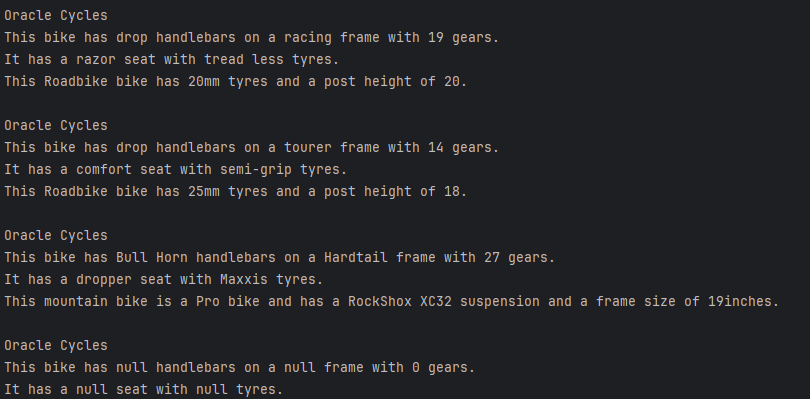 Oracle Cycles
This bike has drop handlebars on a racing frame with 19 gears.
It has a razor seat with tread less tyres.
This Roadbike bike has 20mm tyres and a post height of 20.
Oracle Cycles
This bike has drop handlebars on a tourer frame with 14 gears.
It has a comfort seat with semi-grip tyres.
This Roadbike bike has 25mm tyres and a post height of 18.
Oracle Cycles
This bike has Bull Horn handlebars on a Hardtail frame with 27 gears.
It has a dropper seat with Maxxis tyres.
This mountain bike is a Pro bike and has a RockShox XC32 suspension and a frame size of 19inches.
Oracle Cycles
This bike has null handlebars on a null frame with 0 gears.
It has a null seat with null tyres.